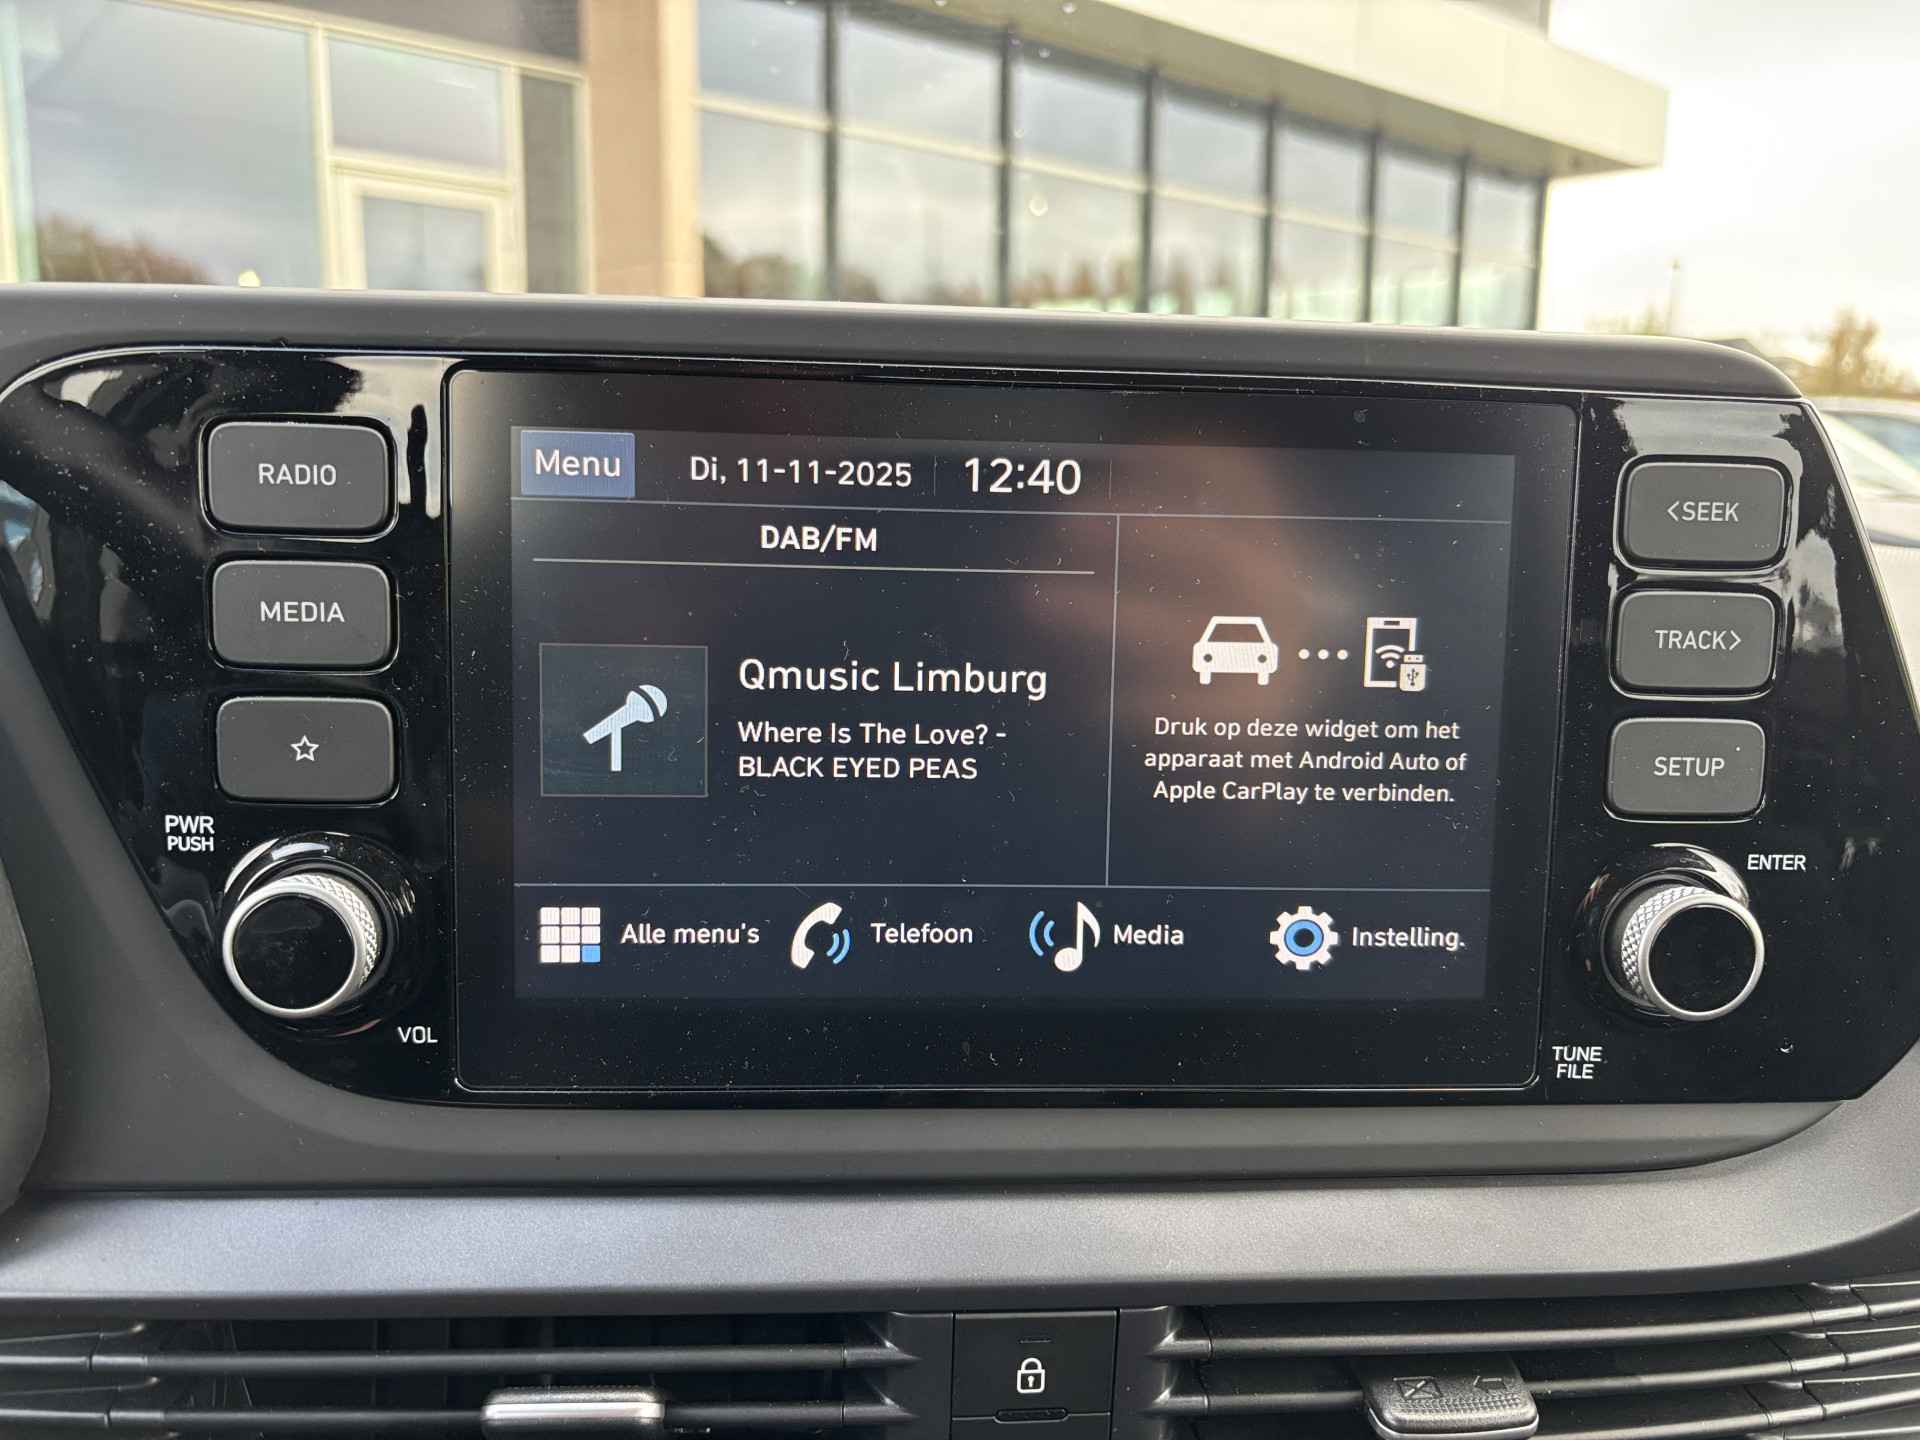 RADIO
MEDIA
PWR
PUSH
VOL
Menu
Di, 11-11-2025
12:40
DAB/FM
Qmusic Limburg
Where Is The Love? -
BLACK EYED PEAS
Druk op deze widget om het
apparaat met Android Auto of
Apple CarPlay te verbinden.
Alle menu's
Telefoon
Media
Instelling.
<SEEK
TRACK>
SETUP
ENTER
TUNE
FILE